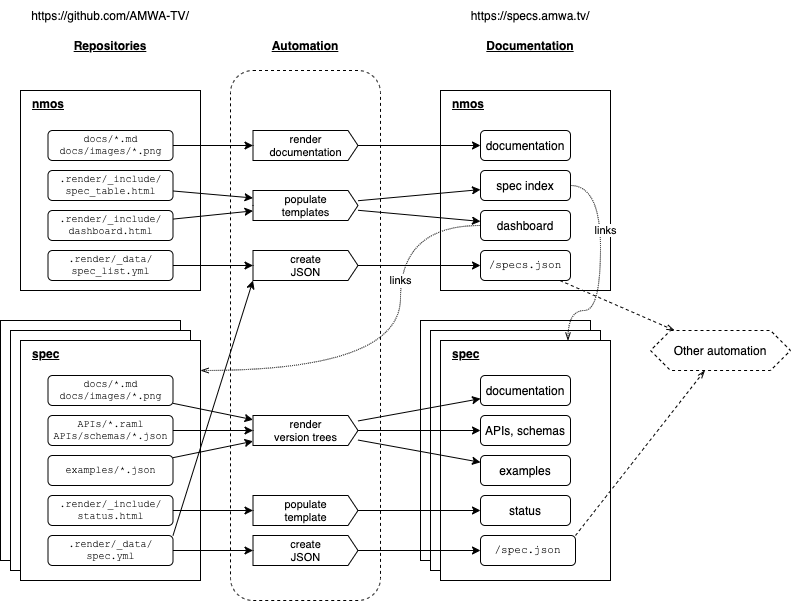 https://github.com/AMWA-TV/
https://specs.amwa.tv/
Repositories
Automation
Documentation
nmos
docs/*.md
docs/images/*.png
.render/_include/
spec_table.html
.render/_include/
dashboard.html
.render/_data/
spec_list.yml
render
documentation
populate
templates
create
JSON
nmos
documentation
spec index
dashboard
/specs.json
links
links
Other automation
spec
docs/*.md
docs/images/*.png
APIs/*.raml
APIs/schemas/*.json
examples/*.json
.render/_include/
status.html
.render/_data/
spec.yml
render
version trees
populate
template
create
JSON
spec
documentation
APIs, schemas
examples
status
/spec.json